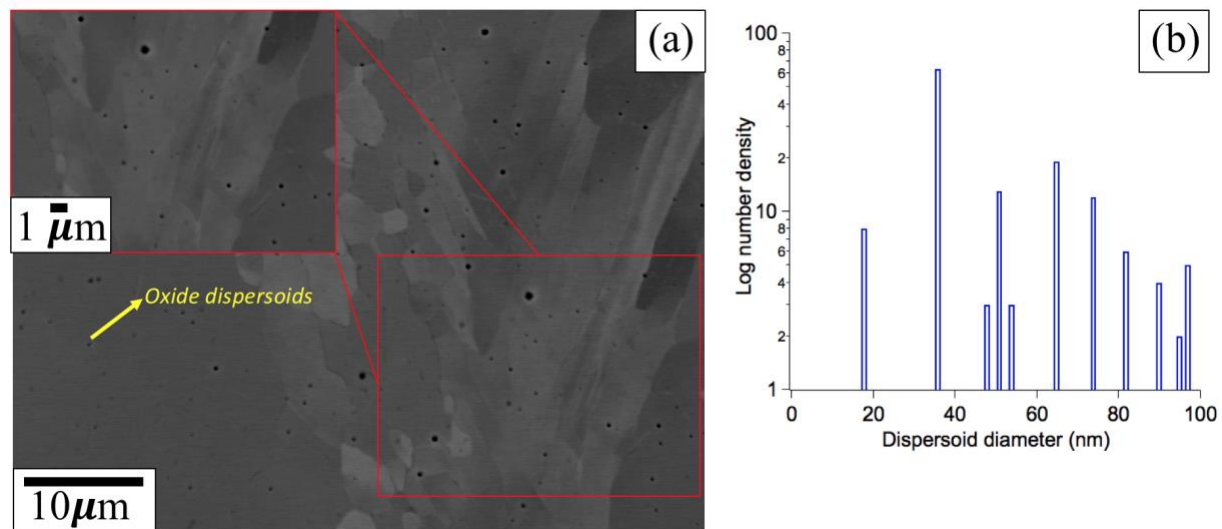 (a)
1 μm
Oxide dispersoids
10μm
(b)
100
8
6
4
2
10
8
6
4
2
1
0 20 40 60 80 100
Log number density
Dispersoid diameter (nm)